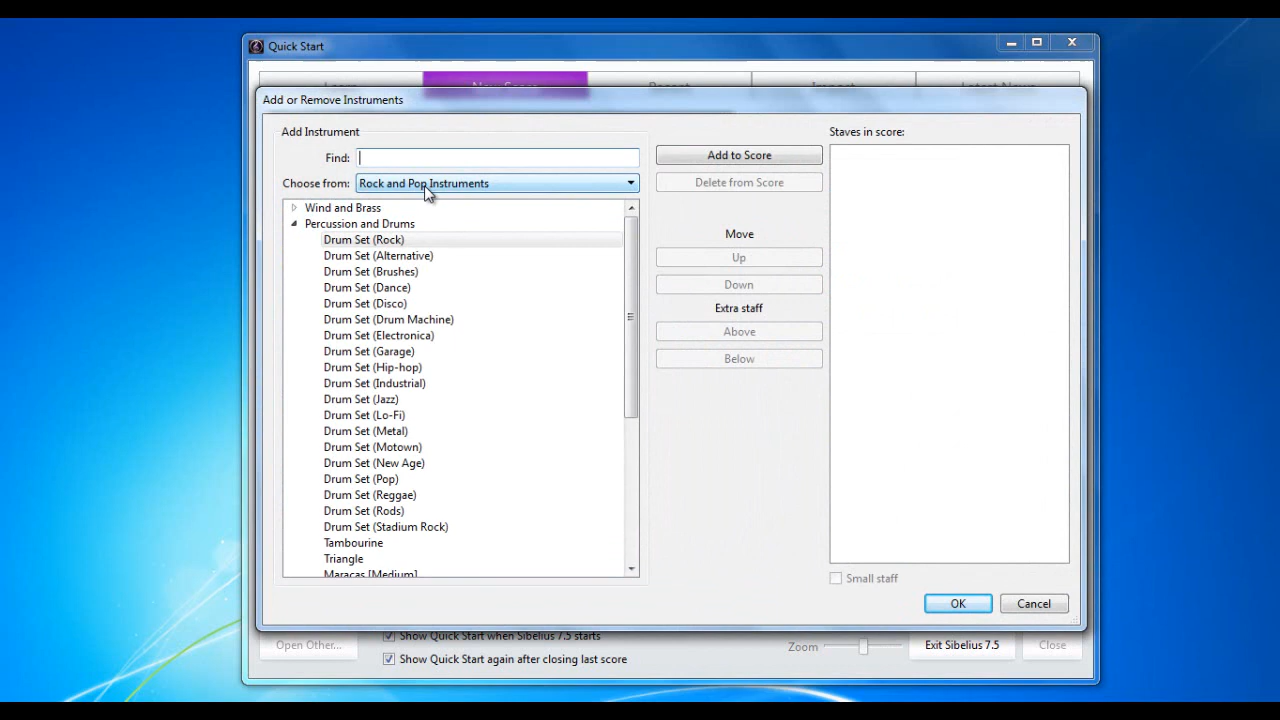 Quick Start
Add or Remove Instruments
Add Instrument
Find:
Choose from: Rock and Pop Instruments
Wind and Brass
Percussion and Drums
Drum Set (Rock)
Drum Set (Alternative)
Drum Set (Brushes)
Drum Set (Dance)
Drum Set (Disco)
Drum Set (Drum Machine)
Drum Set (Electronica)
Drum Set (Garage)
Drum Set (Hip-hop)
Drum Set (Industrial)
Drum Set (Jazz)
Drum Set (Lo-Fi)
Drum Set (Metal)
Drum Set (Motown)
Drum Set (New Age)
Drum Set (Pop)
Drum Set (Reggae)
Drum Set (Rods)
Drum Set (Stadium Rock)
Tambourine
Triangle
Maracas [Medium]
Add to Score
Delete from Score
Move
Up
Down
Extra staff
Above
Below
Staves in score:
Small staff
OK Cancel
Open Other...
Show Quick Start when Sibelius 7.5 starts
Show Quick Start again after closing last score
Zoom
Exit Sibelius 7.5
Close